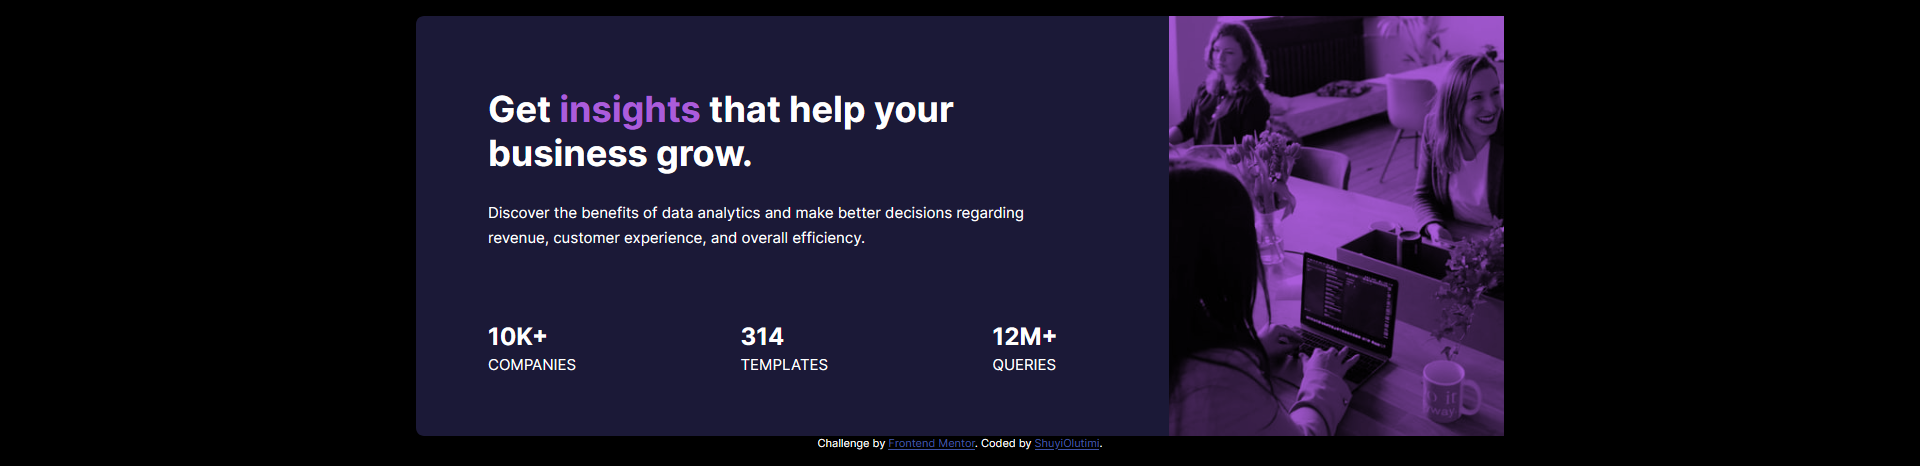 Get insights that help your
business grow.
Discover the benefits of data analytics and make better decisions regarding
revenue, customer experience, and overall efficiency.
10K+
COMPANIES
314
TEMPLATES
12M+
QUERIES
Challenge by Frontend Mentor. Coded by ShuyiOlutimi.